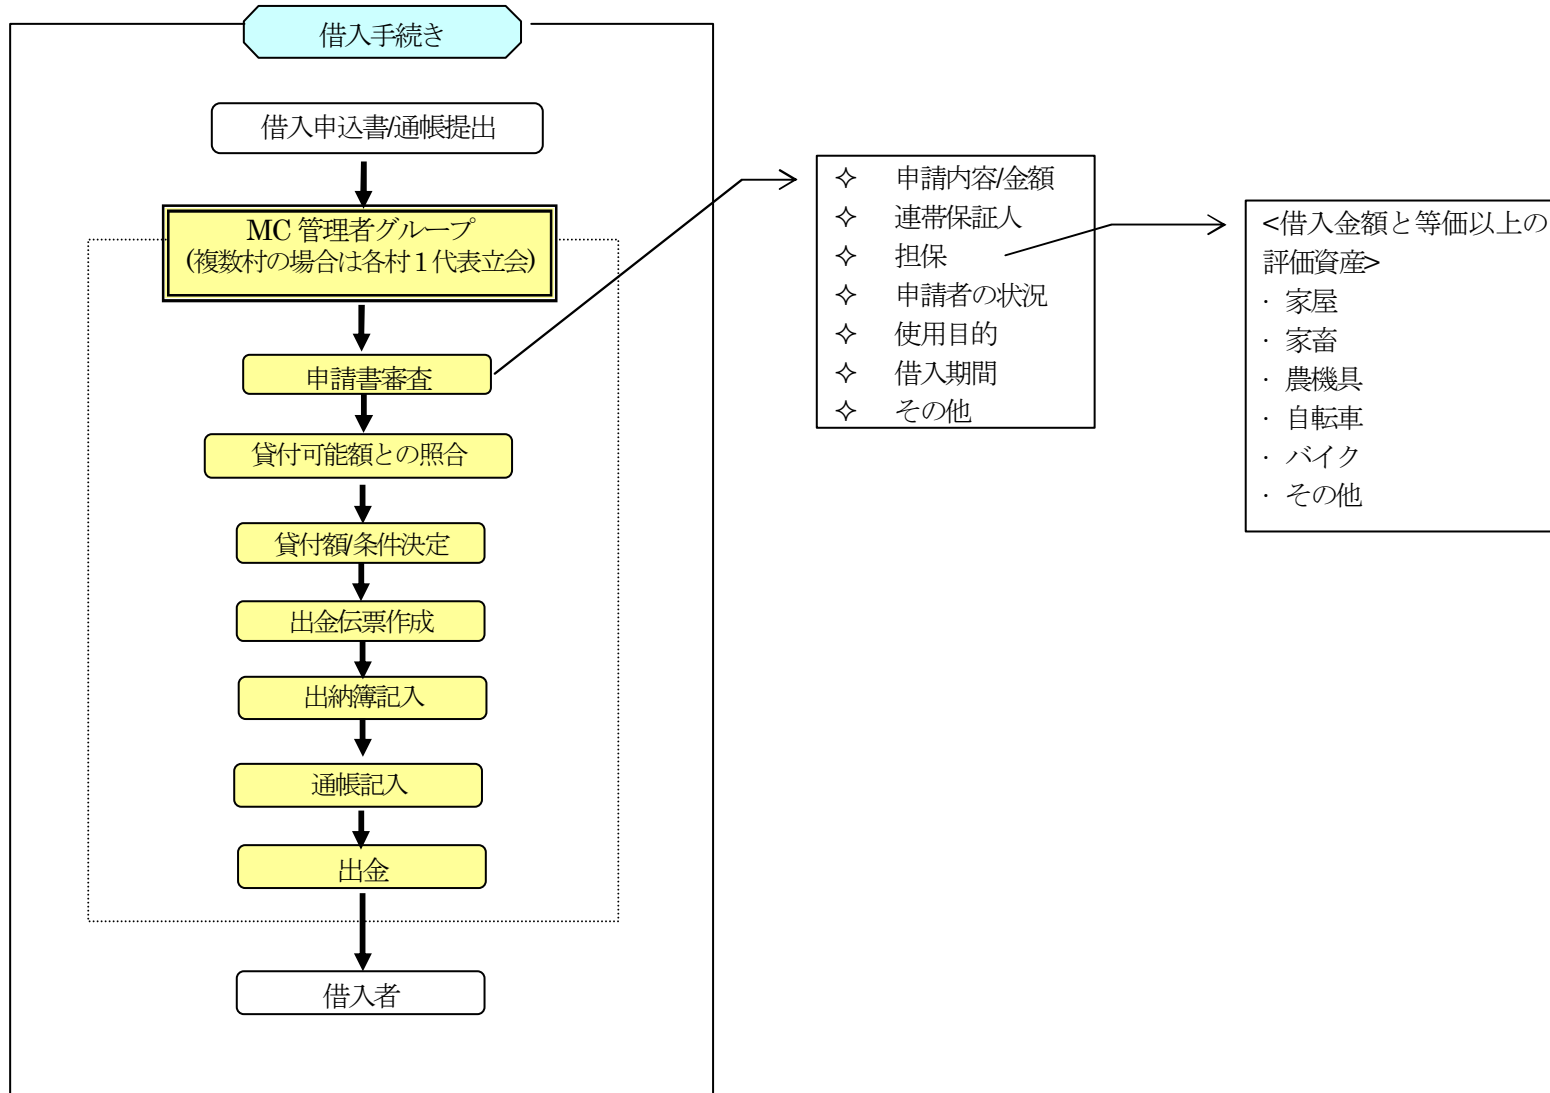 借入手続き
借入申込書/通帳提出
MC 管理者グループ
(複数村の場合は各村１代表立会)
申請書審査
貸付可能額との照合
貸付額/条件決定
出金伝票作成
出納簿記入
通帳記入
出金
借入者
✧ 申請内容/金額
✧ 連帯保証人
✧ 担保
✧ 申請者の状況
✧ 使用目的
✧ 借入期間
✧ その他
<借入金額と等価以上の
評価資産>
· 家屋
· 家畜
· 農機具
· 自転車
· バイク
· その他